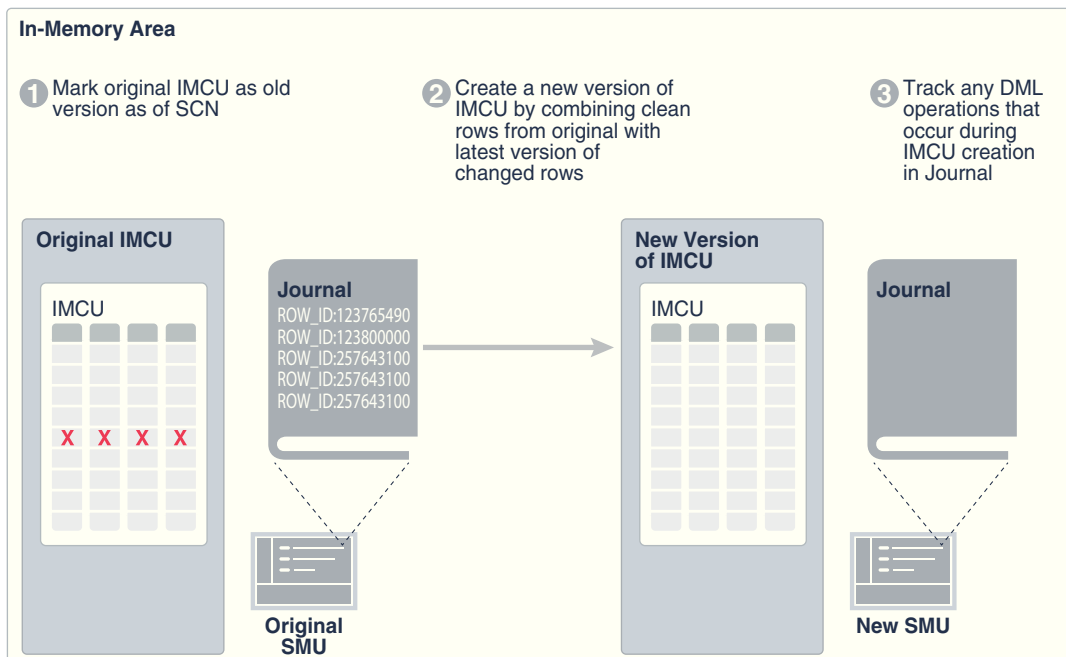 In-Memory Area
1 Mark original IMCU as old
version as of SCN
2 Create a new version of
IMCU by combining clean
rows from original with
latest version of
changed rows
3 Track any DML
operations that
occur during
IMCU creation
in Journal
Original IMCU
IMCU
X X X X
Journal
ROW_ID:123765490
ROW_ID:123800000
ROW_ID:257643100
ROW_ID:257643100
ROW_ID:257643100
Original
SMU
New Version
of IMCU
IMCU
Journal
New SMU